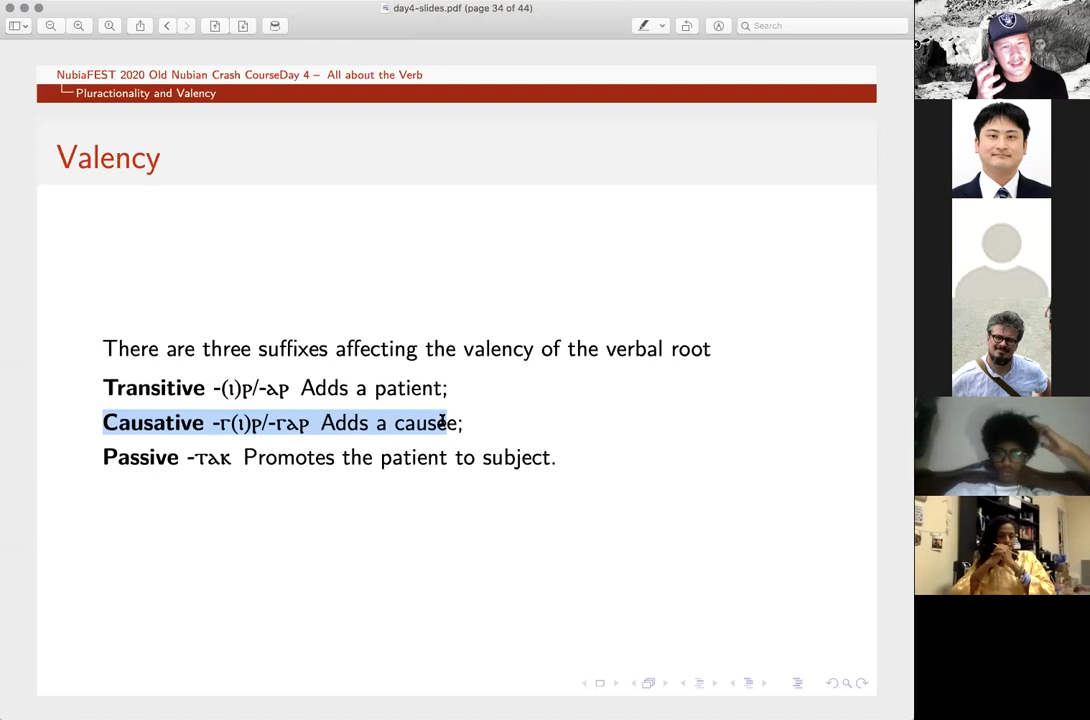 day4-slides.pdf (page 34 of 44)
Search
NubiaFEST 2020 Old Nubian Crash CourseDay 4 – All about the Verb
Pluractionality and Valency
Valency
There are three suffixes affecting the valency of the verbal root
Transitive -(ⲓ)ⲣ/-ⲁⲣ Adds a patient;
Causative -ⲅ(ⲓ)ⲣ/-ⲅⲁⲣ Adds a causee;
Passive -ⲧⲁⲕ Promotes the patient to subject.